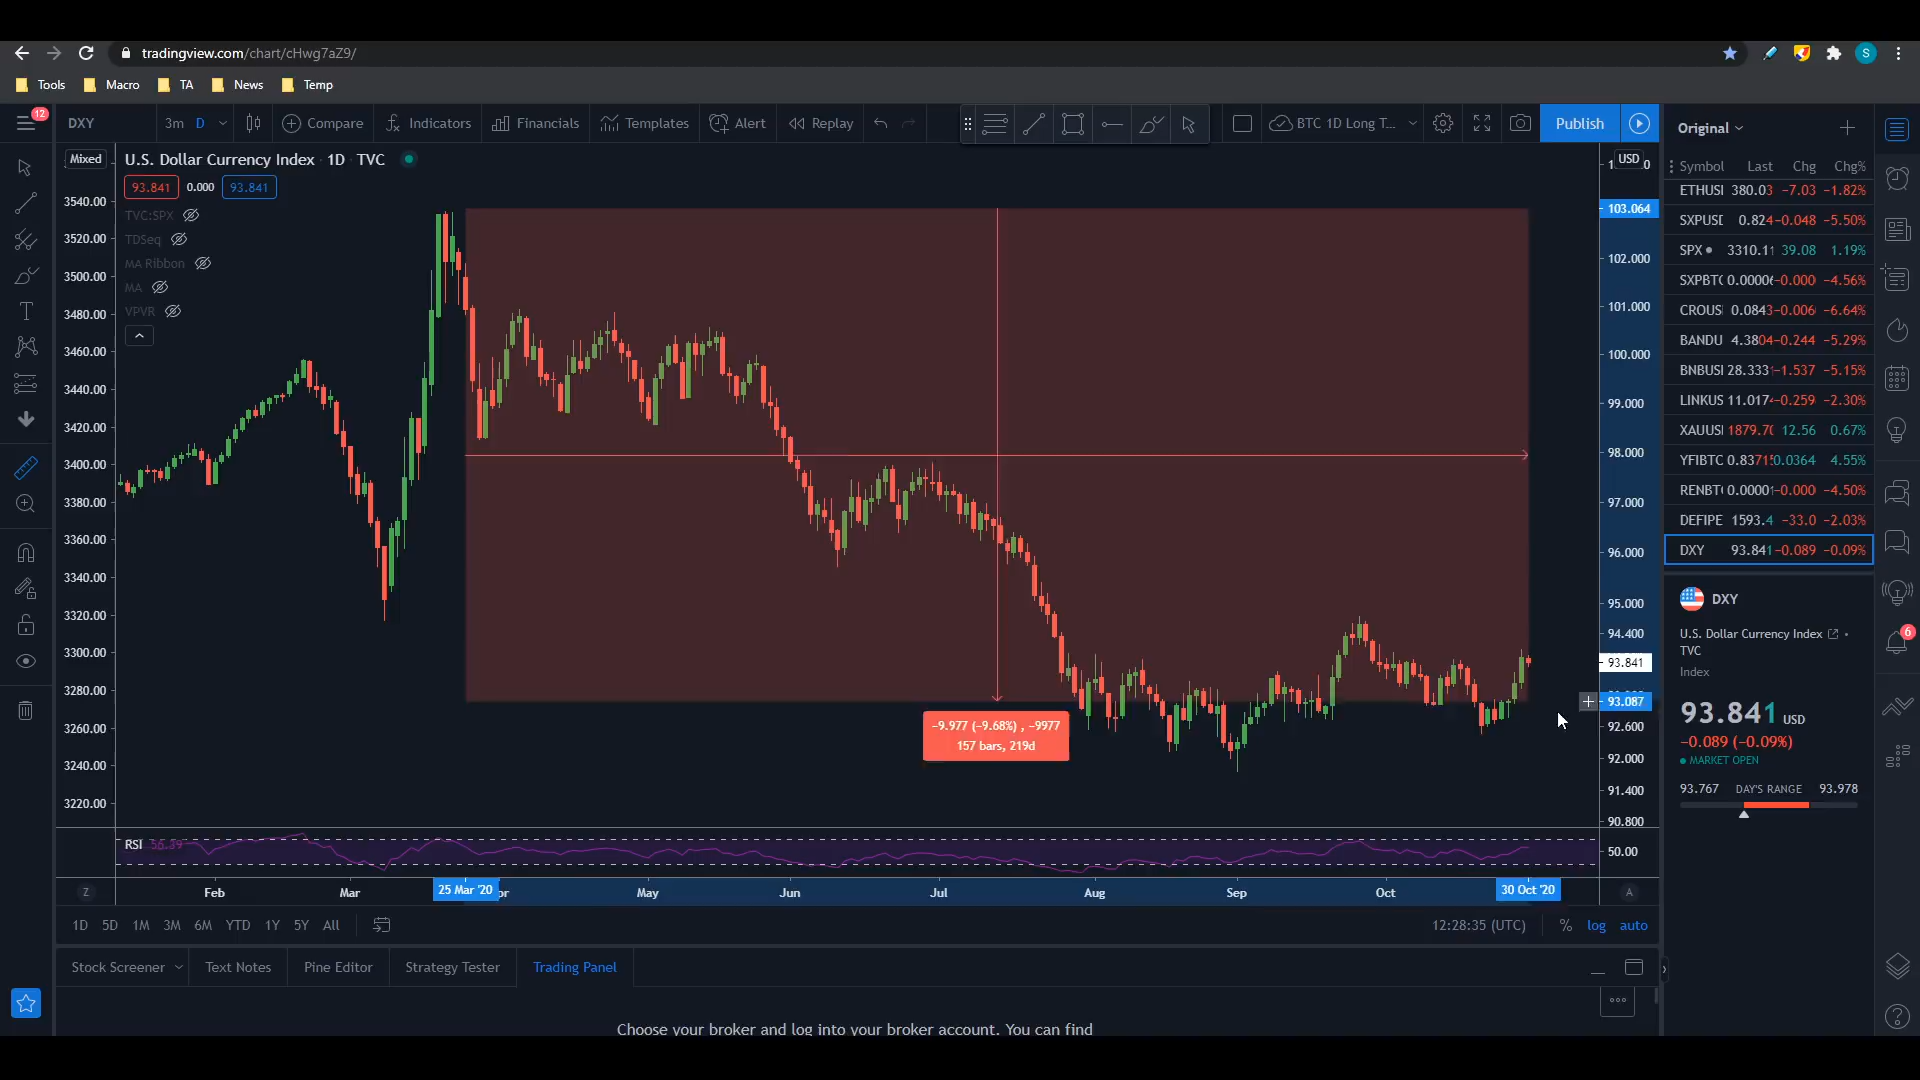 tradingview.com/chart/cHwg7aZ9/
S
Tools Macro TA News Temp
12
DXY 3m D Compare Indicators Financials Templates Alert Replay BTC 1D Long T... Publish
Original
Mixed U.S. Dollar Currency Index · 1D TVC USD
Symbol Last Chg Chg%
93.841 0.000 93.841
TVC:SPX
TDSeq
MA Ribbon
MA
VPVR
3540.00
3520.00
3500.00
3480.00
3460.00
3440.00
3420.00
3400.00
3380.00
3360.00
3340.00
3320.00
3300.00
3280.00
3260.00
3240.00
3220.00
103.064
102.000
101.000
100.000
99.000
98.000
97.000
96.000
95.000
94.400
93.841
93.087
92.600
92.000
91.400
90.800
−9.977 (−9.68%) , −9977
157 bars, 219d
ETHUSI 380.03 −7.03 −1.82%
SXPUSD 0.824 −0.048 −5.50%
SPX 3310.11 39.08 1.19%
SXPBT 0.00006 −0.000 −4.56%
CROUS 0.0843 −0.006 −6.64%
BANDU 4.3804 −0.244 −5.29%
BNBUSI 28.333 −1.537 −5.15%
LINKUS 11.017 −0.259 −2.30%
XAUUSI 1879.70 12.56 0.67%
YFIBTC 0.8371 0.0364 4.55%
RENBT 0.00001 −0.000 −4.50%
DEFIPE 1593.4 −33.0 −2.03%
DXY 93.841 −0.089 −0.09%
DXY
U.S. Dollar Currency Index
TVC
Index
6
93.841 USD
−0.089 (−0.09%)
MARKET OPEN
93.767 DAY'S RANGE 93.978
RSI 56.39 50.00
Z Feb Mar 25 Mar '20 pr May Jun Jul Aug Sep Oct 30 Oct '20 A
1D 5D 1M 3M 6M YTD 1Y 5Y All 12:28:35 (UTC) % log auto
Stock Screener Text Notes Pine Editor Strategy Tester Trading Panel
Choose your broker and log into your broker account. You can find